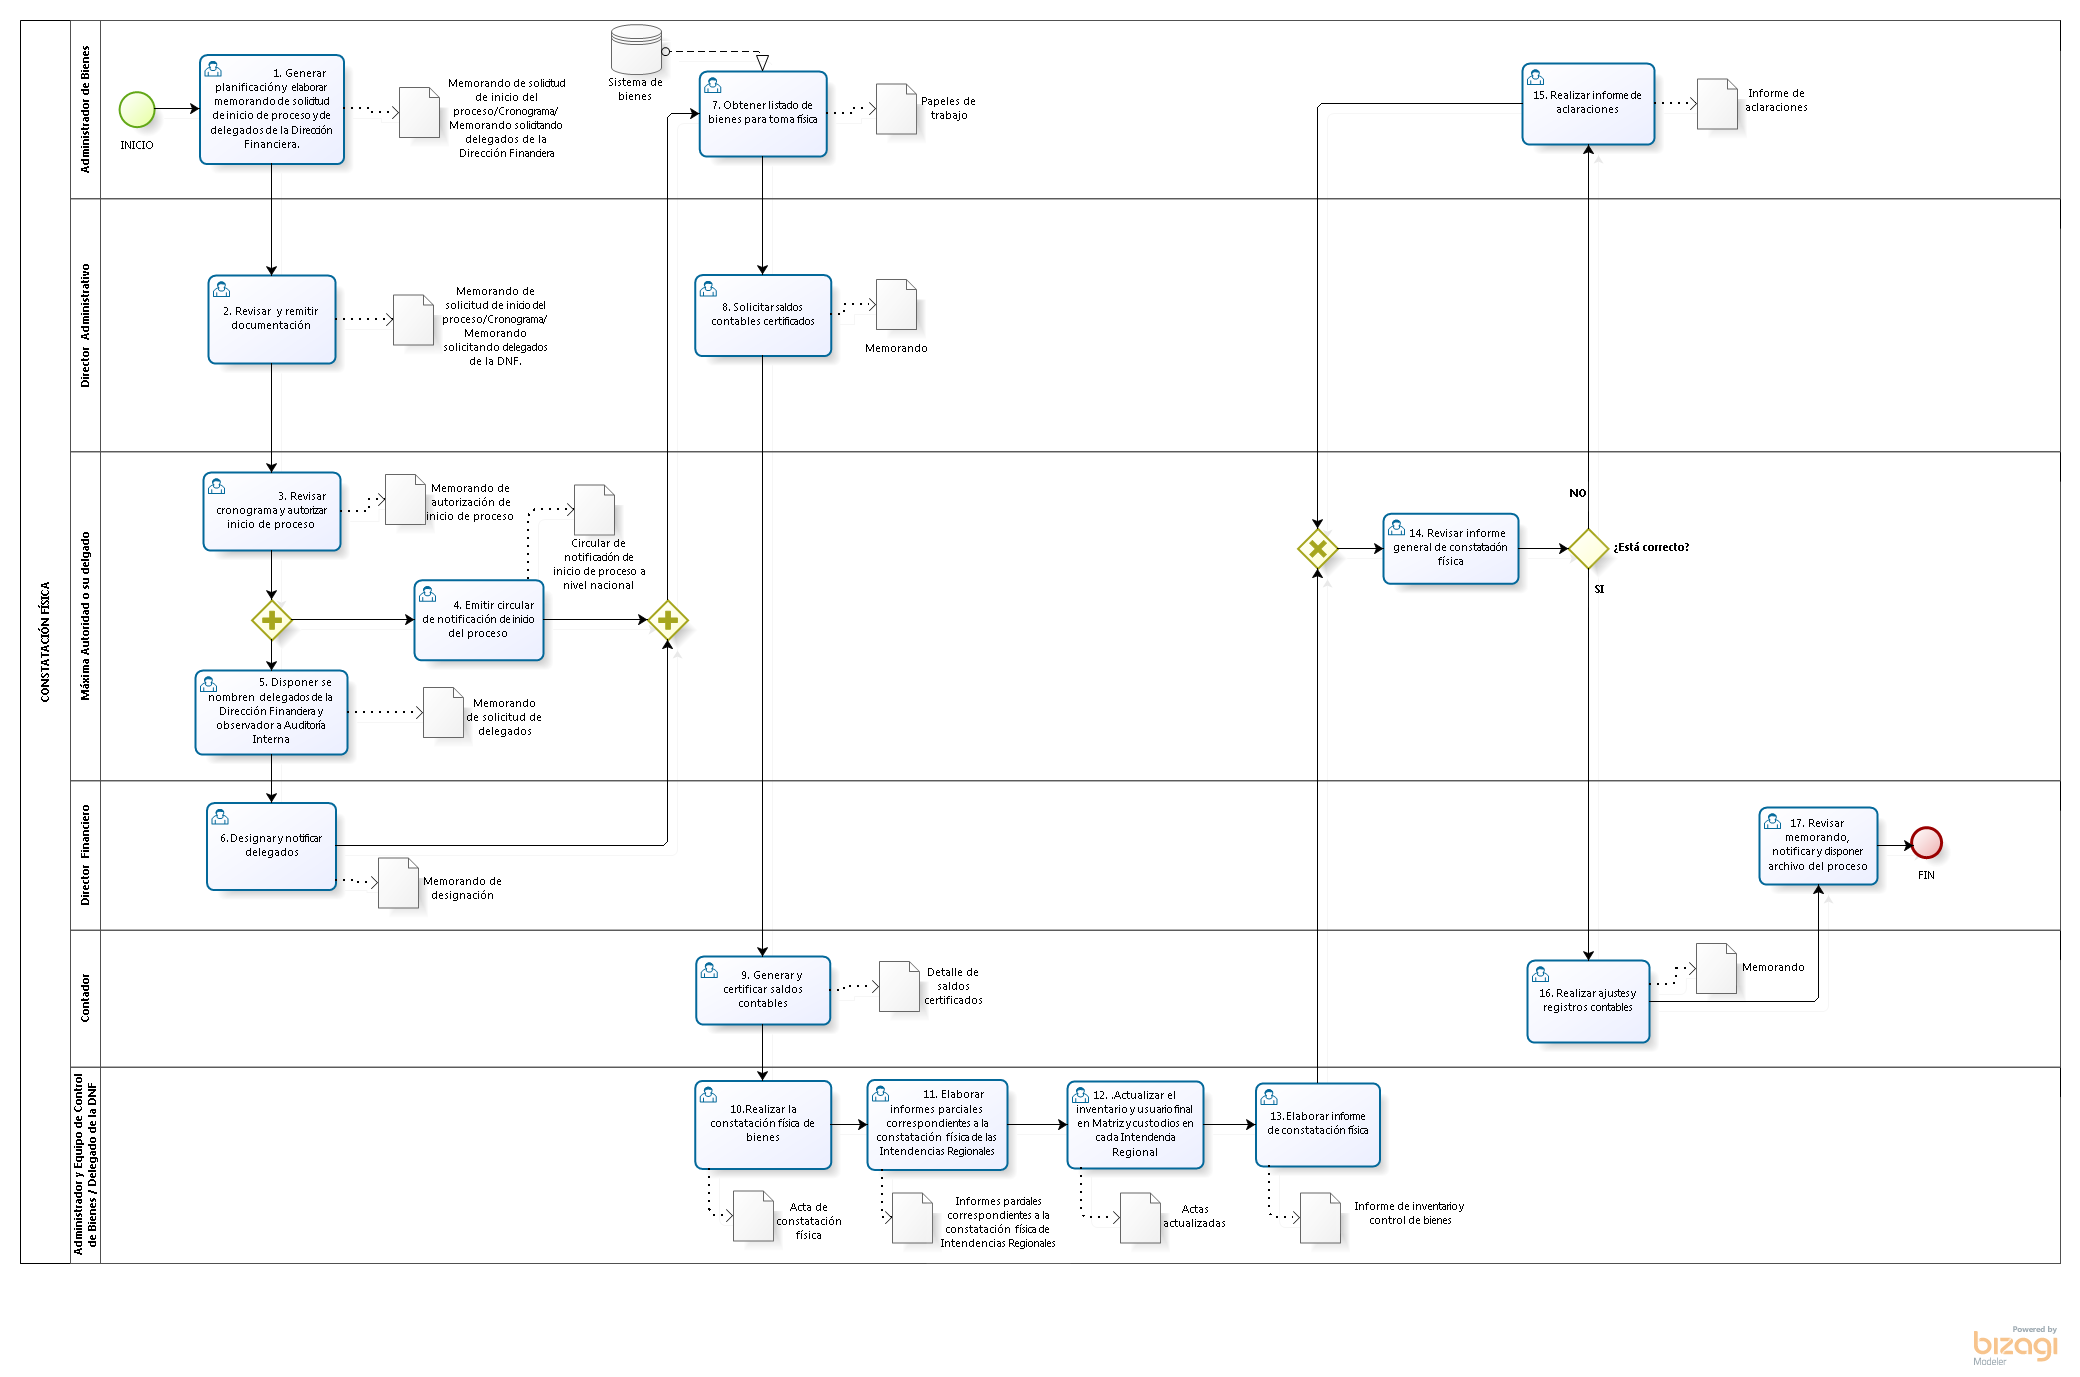 CONSTATACIÓN FÍSICA
Administrador de Bienes
INICIO
1. Generar
planificación y elaborar
memorando de solicitud
de inicio de proceso y de
delegados de la Dirección
Financiera.
Memorando de solicitud
de inicio del
proceso/Cronograma/
Memorando solicitando
delegados de la
Dirección Financiera
Sistema de
bienes
7. Obtener listado de
bienes para toma física
Papeles de
trabajo
15. Realizar informe de
aclaraciones
Informe de
aclaraciones
Director Administrativo
2. Revisar y remitir
documentación
Memorando de
solicitud de inicio del
proceso/Cronograma/
Memorando
solicitando delegados
de la DNF.
8. Solicitar saldos
contables certificados
Memorando
Máxima Autoridad o su delegado
3. Revisar
cronograma y autorizar
inicio de proceso
Memorando de
autorización de
inicio de proceso
Circular de
notificación de
inicio de proceso a
nivel nacional
4. Emitir circular
de notificación de inicio
del proceso
5. Disponer se
nombren delegados de la
Dirección Financiera y
observador a Auditoría
Interna
Memorando
de solicitud de
delegados
14. Revisar informe
general de constatación
física
NO
¿Está correcto?
SI
Director Financiero
6. Designar y notificar
delegados
Memorando de
designación
17. Revisar
memorando,
notificar y disponer
archivo del proceso
FIN
Contador
9. Generar y
certificar saldos
contables
Detalle de
saldos
certificados
16. Realizar ajustes y
registros contables
Memorando
Administrador y Equipo de Control
de Bienes / Delegado de la DNF
10.Realizar la
constatación física de
bienes
Acta de
constatación
física
11. Elaborar
informes parciales
correspondientes a la
constatación física de las
Intendencias Regionales
Informes parciales
correspondientes a la
constatación física de
Intendencias Regionales
12. .Actualizar el
inventario y usuario final
en Matriz y custodios en
cada Intendencia
Regional
Actas
actualizadas
13.Elaborar informe
de constatación física
Informe de inventario y
control de bienes
Powered by
bizagi
Modeler